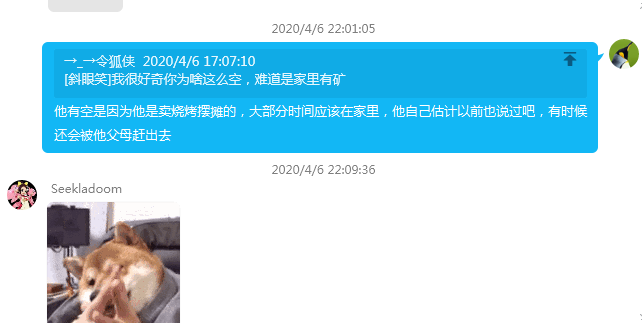 2020/4/6 22:01:05
→_→令狐侠 2020/4/6 17:07:10
[斜眼笑]我很好奇你为啥这么空，难道是家里有矿
他有空是因为他是卖烧烤摆摊的，大部分时间应该在家里，他自己估计以前也说过吧，有时候
还会被他父母赶出去
2020/4/6 22:09:36
Seekladoom